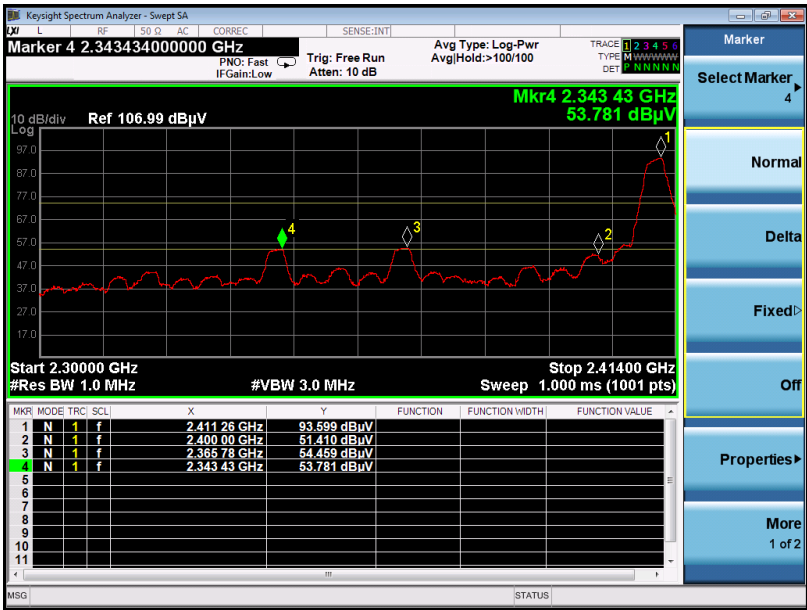 Keysight Spectrum Analyzer - Swept SA
LXI L RF 50 Ω AC CORREC SENSE:INT
Marker 4 2.343434000000 GHz
PNO: Fast
IFGain:Low
Trig: Free Run
Atten: 10 dB
Avg Type: Log-Pwr
Avg|Hold:>100/100
TRACE 1 2 3 4 5 6
TYPE M WWWWW
DET P N N N N N
Mkr4 2.343 43 GHz
53.781 dBµV
10 dB/div Ref 106.99 dBµV
Log
97.0
87.0
77.0
67.0
57.0
47.0
37.0
27.0
17.0
1
2
3
4
Start 2.30000 GHz Stop 2.41400 GHz
#Res BW 1.0 MHz #VBW 3.0 MHz Sweep 1.000 ms (1001 pts)
MKR MODE TRC SCL X Y FUNCTION FUNCTION WIDTH FUNCTION VALUE
1 N 1 f 2.411 26 GHz 93.599 dBµV
2 N 1 f 2.400 00 GHz 51.410 dBµV
3 N 1 f 2.365 78 GHz 54.459 dBµV
4 N 1 f 2.343 43 GHz 53.781 dBµV
5
6
7
8
9
10
11
MSG STATUS
Marker
Select Marker
4
Normal
Delta
Fixed
Off
Properties
More
1 of 2